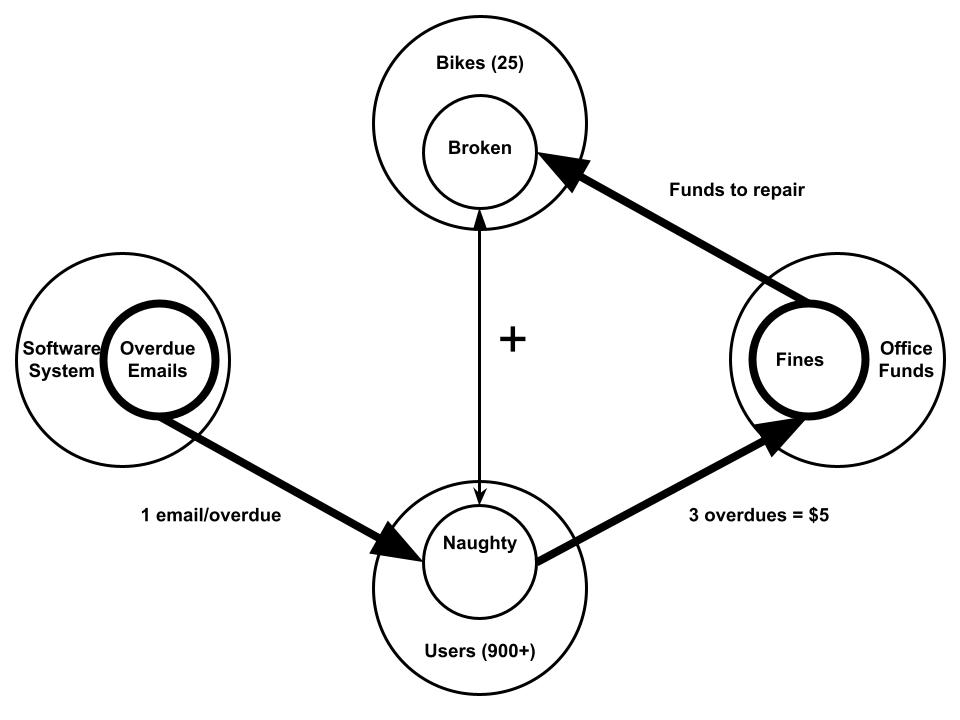 Bikes (25)
Broken
Funds to repair
Software
System
Overdue
Emails
+
Fines
Office
Funds
1 email/overdue
3 overdues = $5
Naughty
Users (900+)